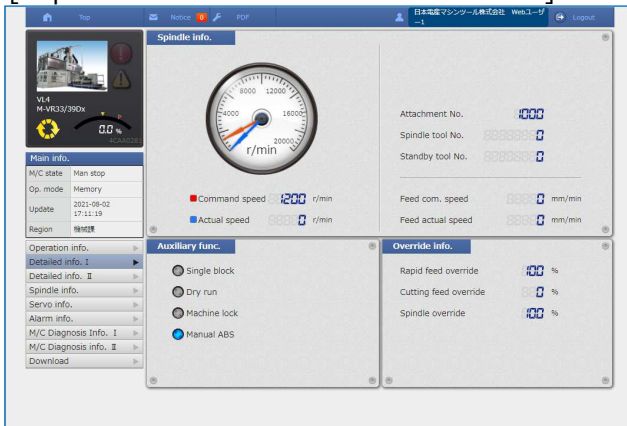 Top
Notice 0
PDF
日本電産マシンツール株式会社 Webユーザ
ー1
Logout
VL4
M-VR33/39Dx
0.0 %
4CAA0281
Main info.
M/C state Man stop
Op. mode Memory
Update 2021-08-02
17:11:19
Region 機械課
Operation info.
Detailed info. I
Detailed info. II
Spindle info.
Servo info.
Alarm info.
M/C Diagnosis Info. I
M/C Diagnosis info. II
Download
Spindle info.
8000 12000
4000 16000
0 20000
r/min
Command speed 1200 r/min
Actual speed 0 r/min
Attachment No. 1000
Spindle tool No. 0
Standby tool No. 0
Feed com. speed 0 mm/min
Feed actual speed 0 mm/min
Auxiliary func.
Single block
Dry run
Machine lock
Manual ABS
Override info.
Rapid feed override 100 %
Cutting feed override 0 %
Spindle override 100 %